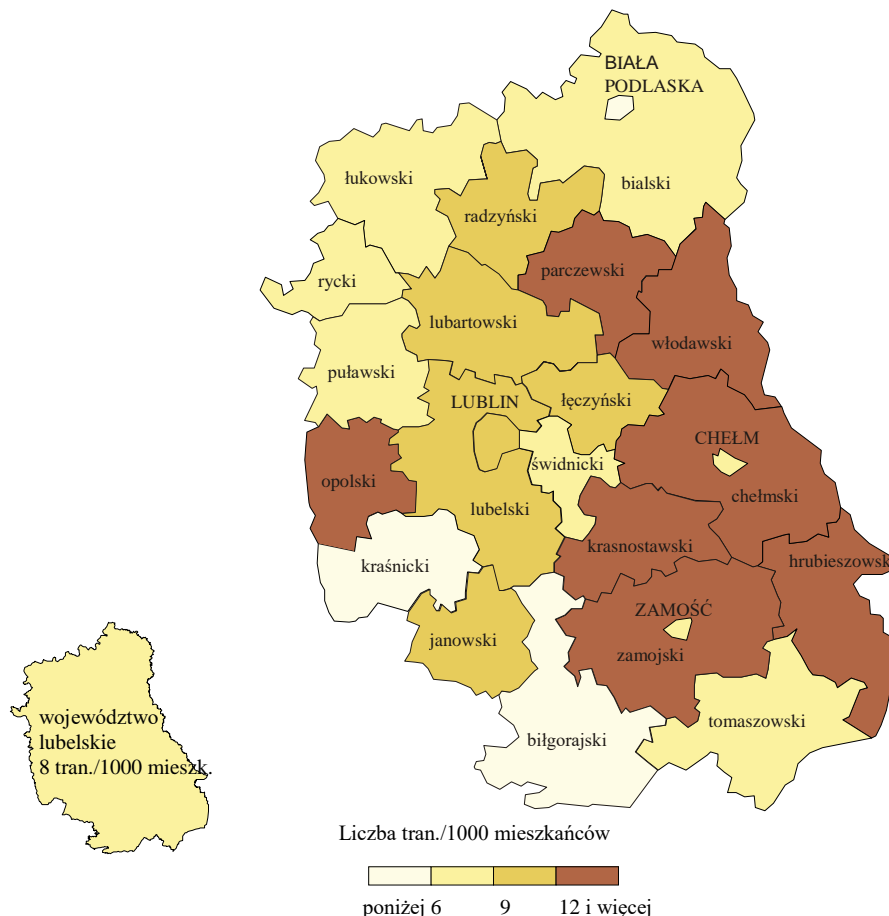 BIAŁA
PODLASKA
łukowski
bialski
radzyński
rycki
parczewski
lubartowski
włodawski
puławski
LUBLIN
łęczyński
CHEŁM
świdnicki
opolski
chełmski
lubelski
krasnostawski
hrubieszowsk
kraśnicki
ZAMOŚĆ
janowski
zamojski
tomaszowski
biłgorajski
województwo
lubelskie
8 tran./1000 mieszk.
Liczba tran./1000 mieszkańców
poniżej 6 9 12 i więcej